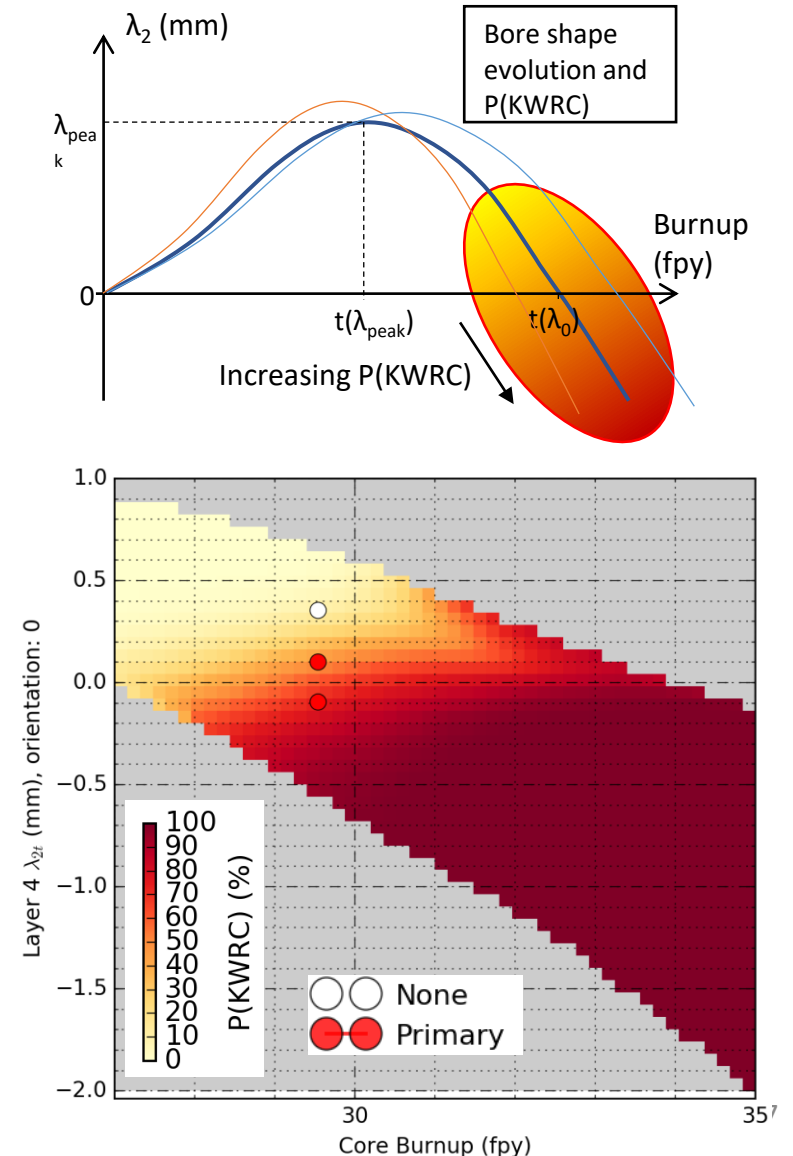 λ₂ (mm)
Bore shape
evolution and
P(KWRC)
λpea
k
Burnup
(fpy)
0
t(λpeak)
t(λ₀)
Increasing P(KWRC)
1.0
0.5
0.0
−0.5
−1.0
−1.5
−2.0
Layer 4 λ₂ₜ (mm), orientation: 0
100
90
80
70
60
50
40
30
20
10
0
P(KWRC) (%)
None
Primary
30
35
7
Core Burnup (fpy)